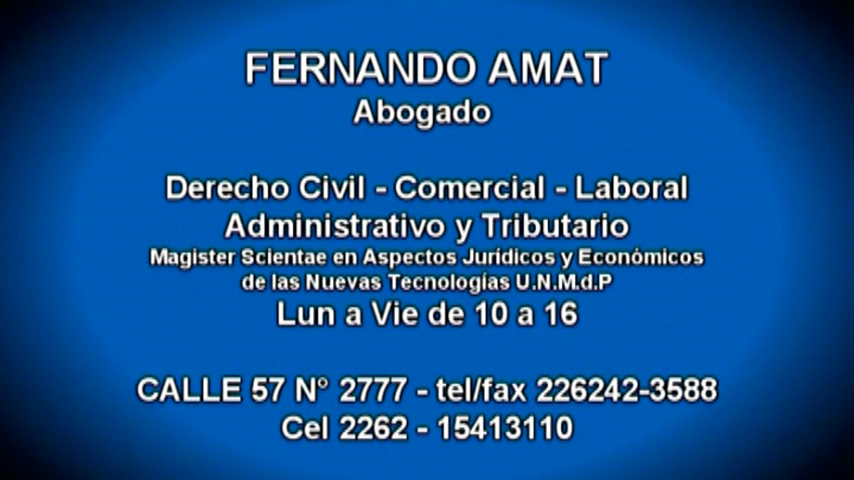 FERNANDO AMAT
Abogado
Derecho Civil - Comercial - Laboral
Administrativo y Tributario
Magister Scientae en Aspectos Jurídicos y Económicos
de las Nuevas Tecnologías U.N.M.d.P
Lun a Vie de 10 a 16
CALLE 57 N° 2777 - tel/fax 226242-3588
Cel 2262 - 15413110